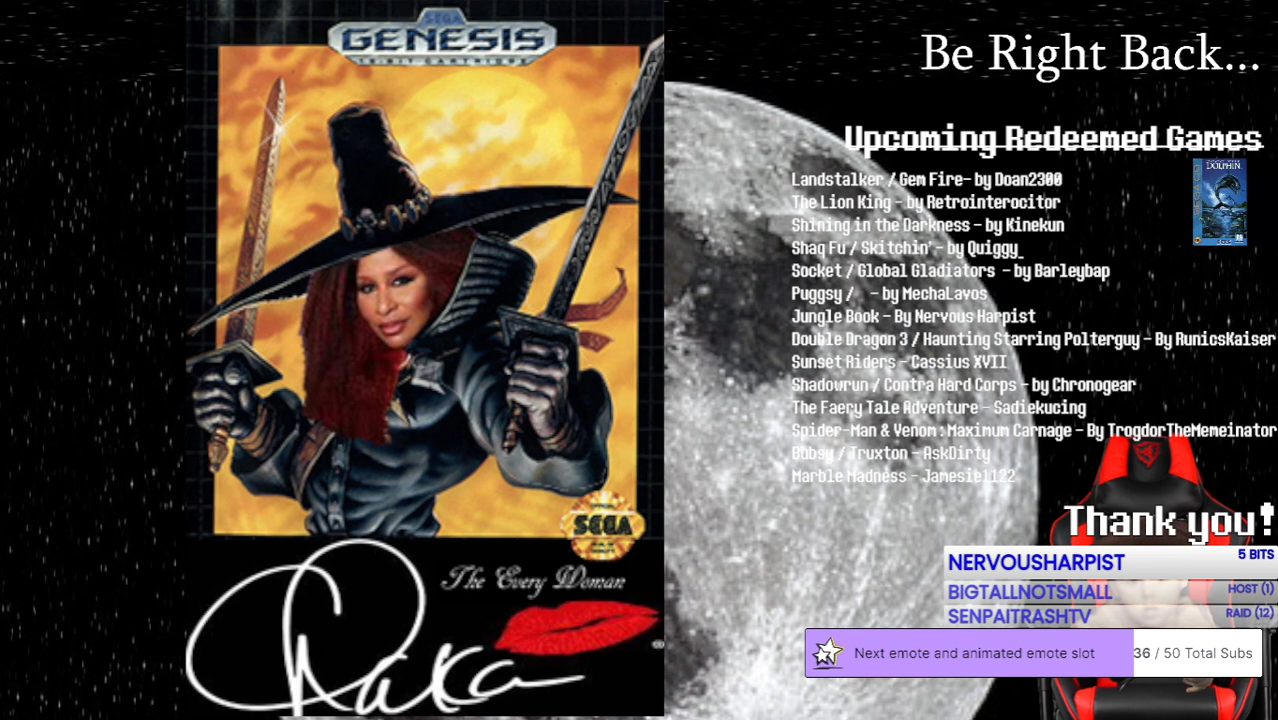 SEGA
GENESIS
Be Right Back...
Upcoming Redeemed Games
DOLPHIN
Landstalker / Gem Fire- by Doan2300
The Lion King - by Retrointerocitor
Shining in the Darkness - by Kinekun
Shaq Fu / Skitchin' - by Quiggy_
Socket / Global Gladiators - by Barleybap
Puggsy / - by MechaLavos
Jungle Book - By Nervous Harpist
Double Dragon 3 / Haunting Starring Polterguy - By RunicsKaiser
Sunset Riders - Cassius XVII
Shadowrun / Contra Hard Corps - by Chronogear
The Faery Tale Adventure - Sadiekucing
Spider-Man & Venom: Maximum Carnage - By TrogdorTheMemeinator
Bubsy / Truxton - AskDirty
Marble Madness - Jamesie1122
SEGA
The Every Woman
Chaka
Thank you!
NERVOUSHARPIST 5 BITS
BIGTALLNOTSMALL HOST (1)
SENPAITRASHTV RAID (12)
Next emote and animated emote slot 36 / 50 Total Subs